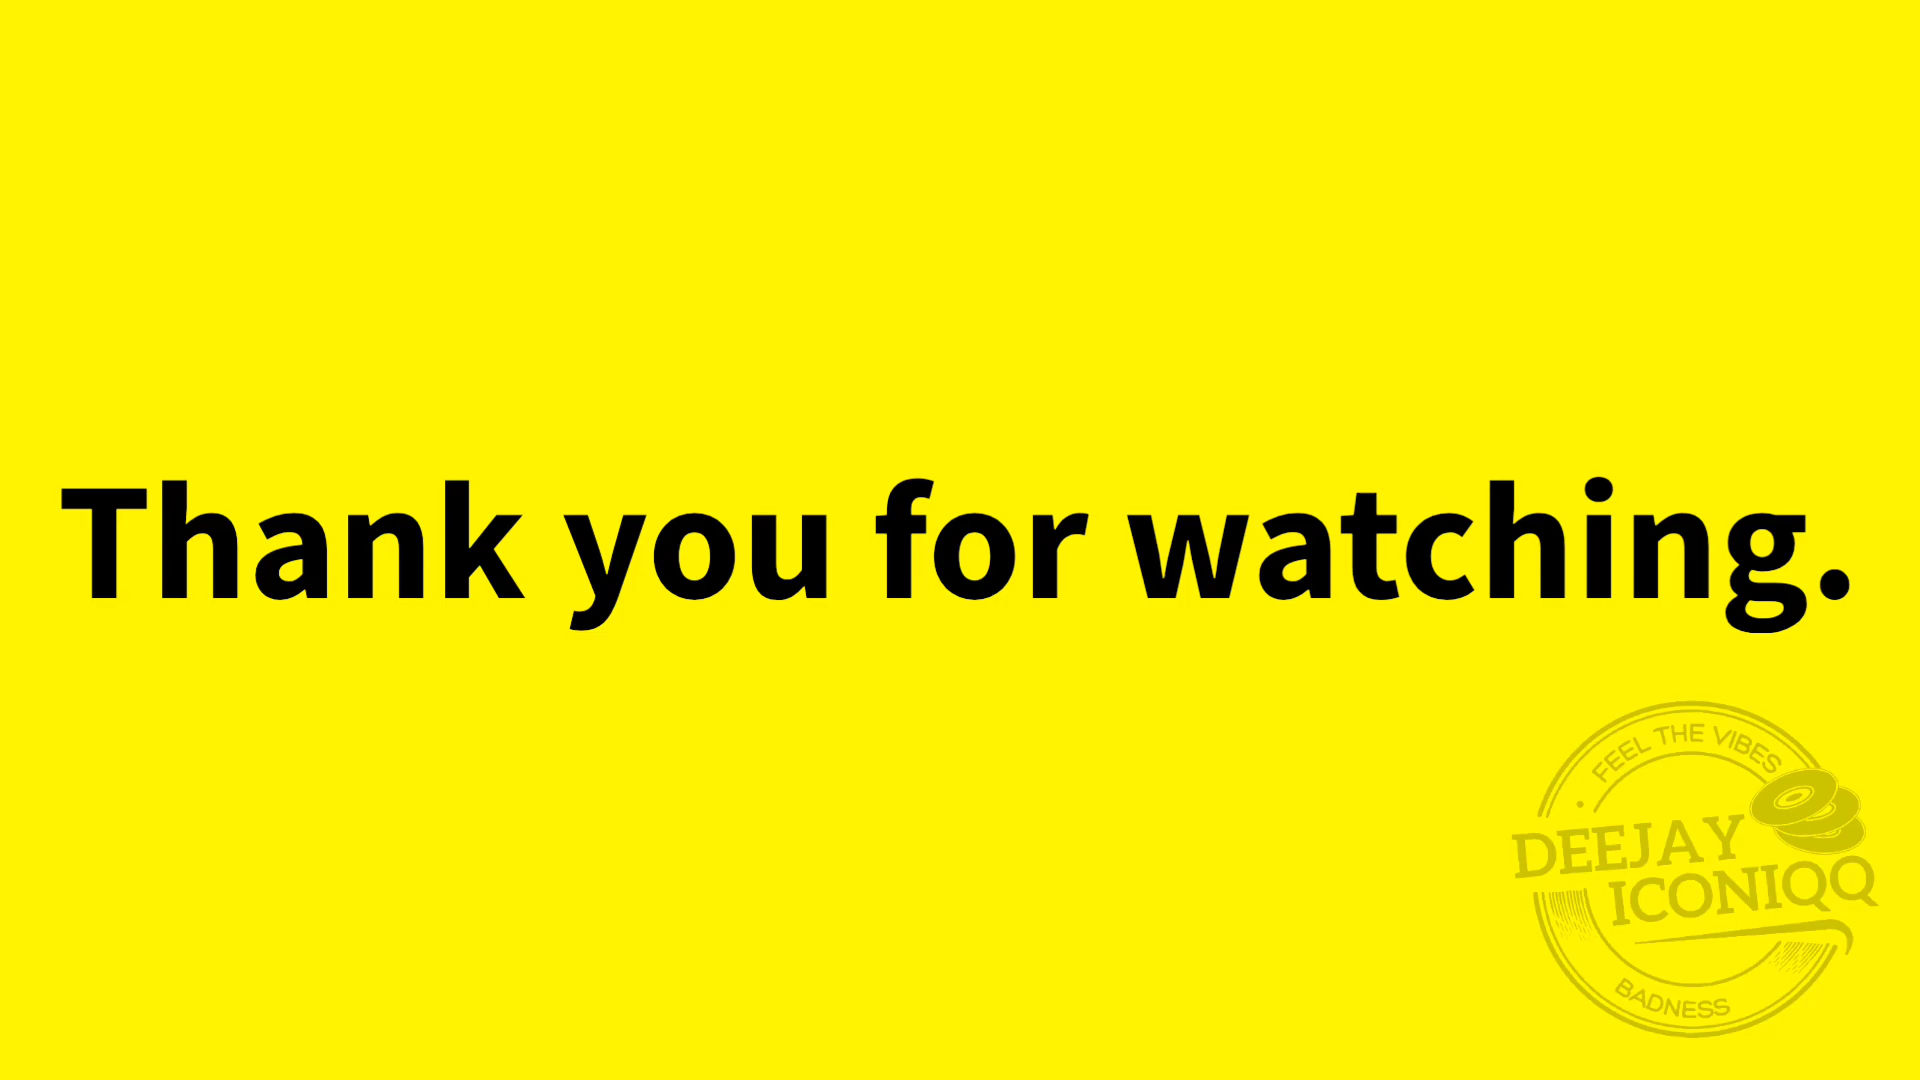 Thank you for watching.
FEEL THE VIBES
DEEJAY
ICONIQQ
BADNESS